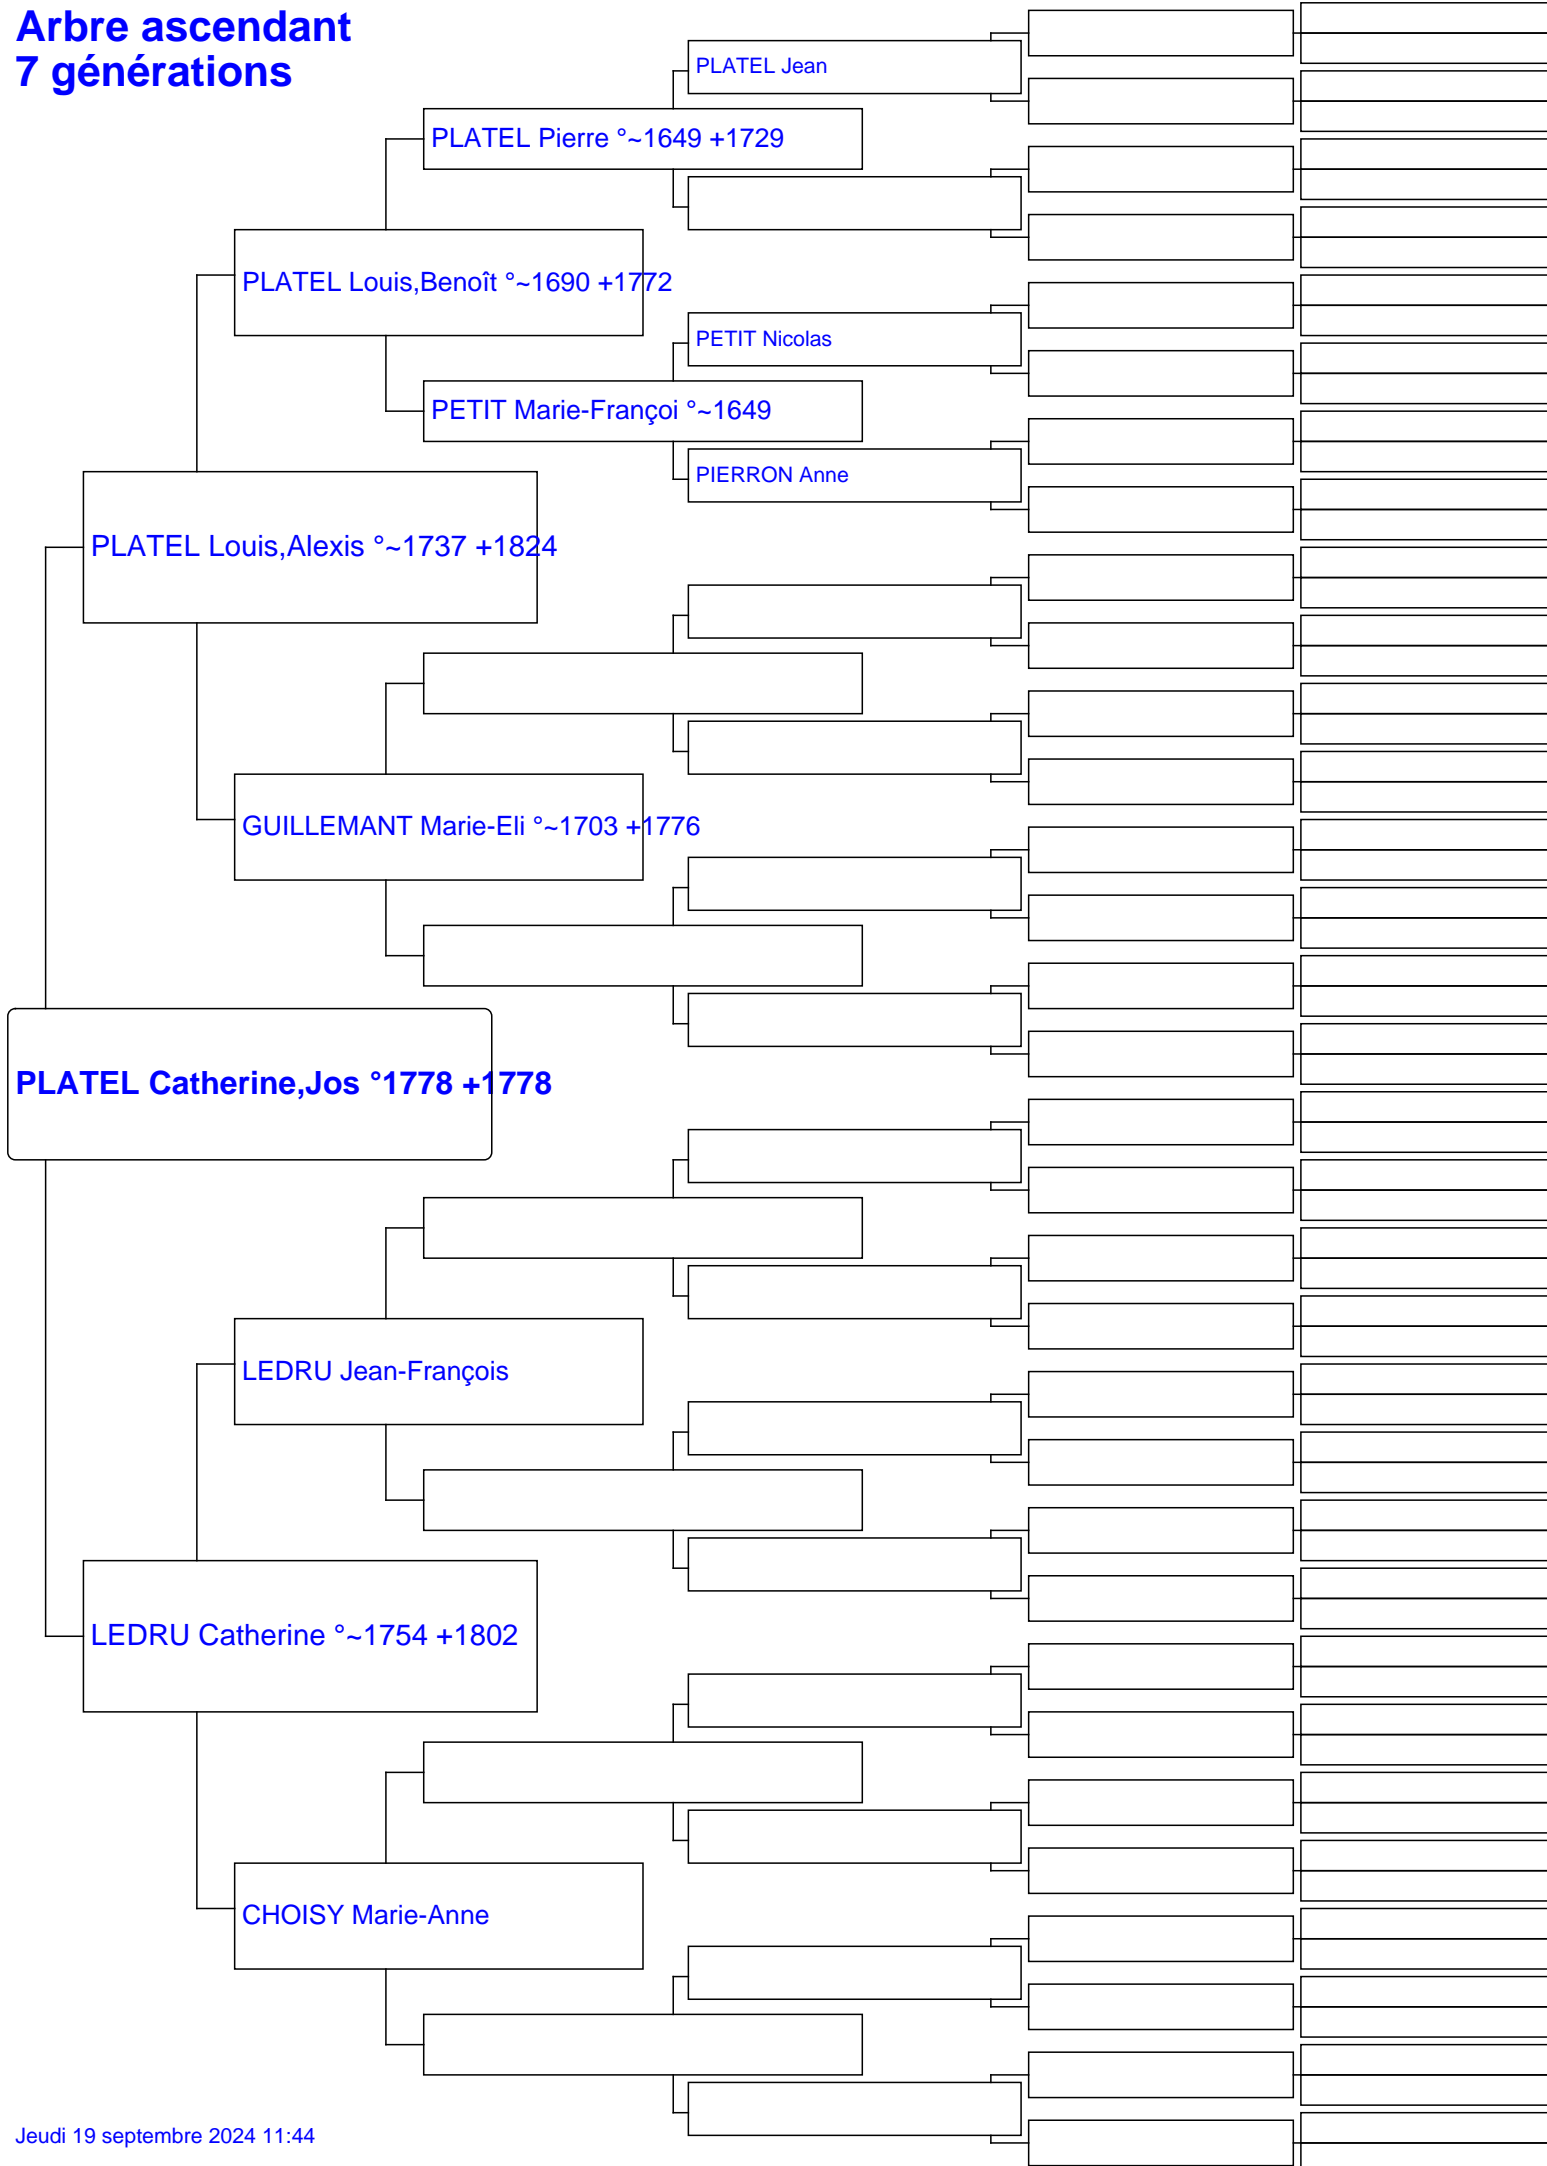 Arbre ascendant
7 générations
PLATEL Jean
PLATEL Pierre °~1649 +1729
PLATEL Louis,Benoît °~1690 +1772
PETIT Nicolas
PETIT Marie-Françoi °~1649
PIERRON Anne
PLATEL Louis,Alexis °~1737 +1824
GUILLEMANT Marie-Eli °~1703 +1776
PLATEL Catherine,Jos °1778 +1778
LEDRU Jean-François
LEDRU Catherine °~1754 +1802
CHOISY Marie-Anne
Jeudi 19 septembre 2024 11:44